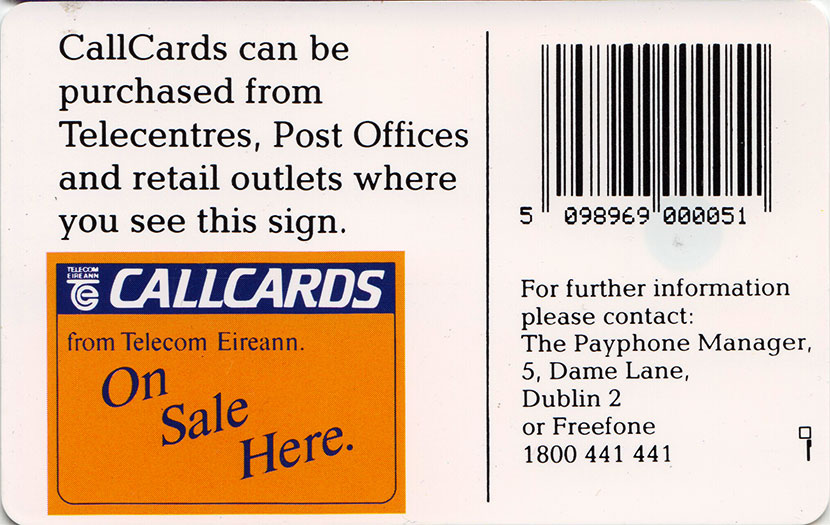 CallCards can be
purchased from
Telecentres, Post Offices
and retail outlets where
you see this sign.
TELECOM
EIREANN
CALLCARDS
from Telecom Eireann.
On
Sale
Here.
5 098969 000051
For further information
please contact:
The Payphone Manager,
5, Dame Lane,
Dublin 2
or Freefone
1800 441 441